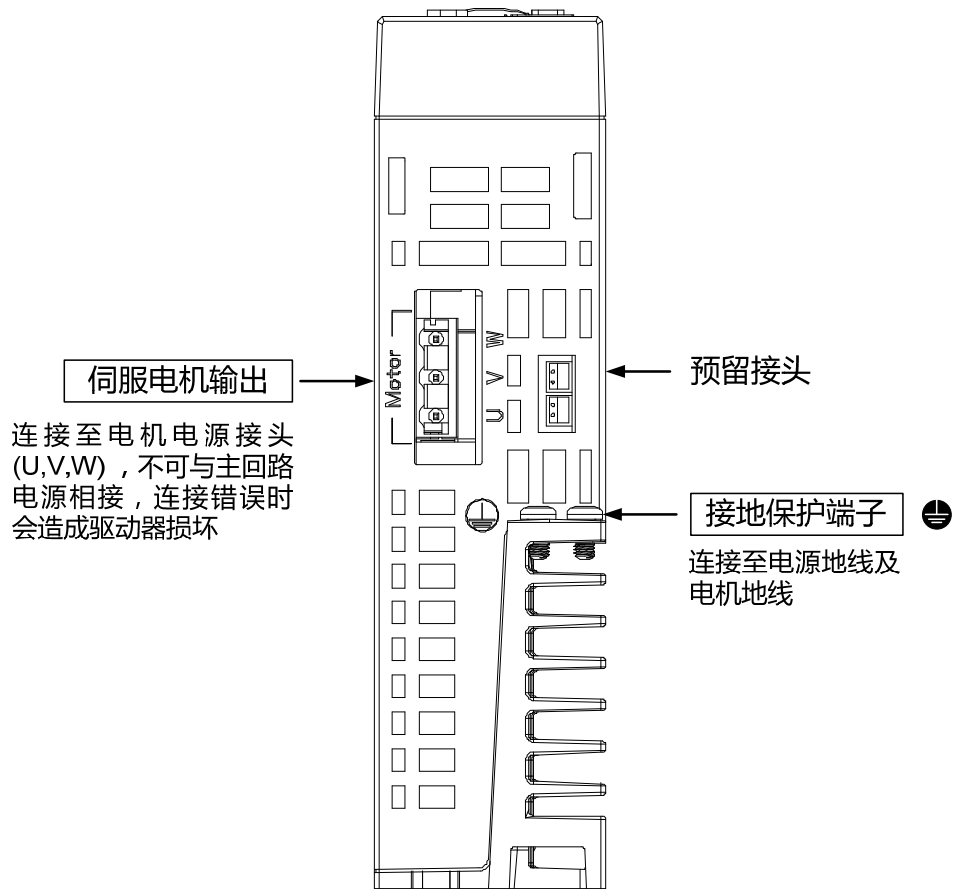 Motor
W
V
U
伺服电机输出
连接至电机电源接头
(U,V,W) ，不可与主回路
电源相接，连接错误时
会造成驱动器损坏
预留接头
接地保护端子
连接至电源地线及
电机地线